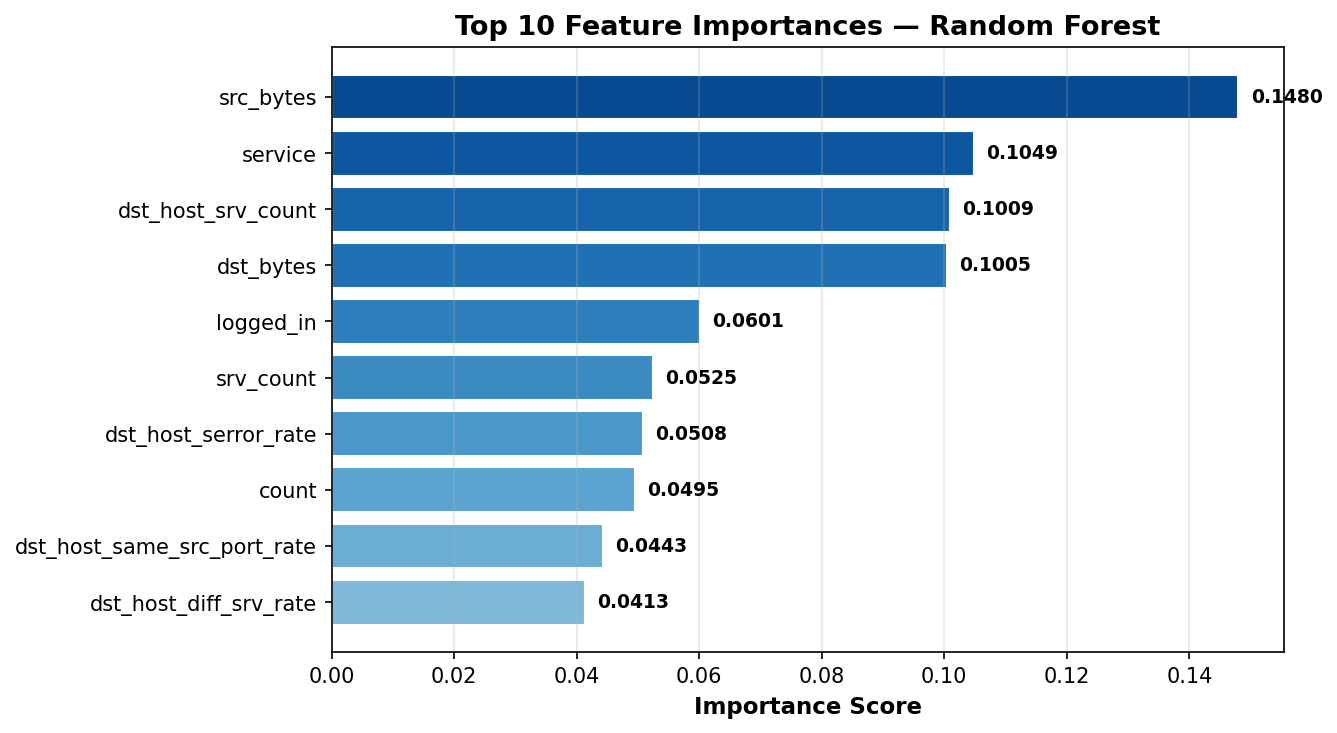 Top 10 Feature Importances — Random Forest
src_bytes 0.1480
service 0.1049
dst_host_srv_count 0.1009
dst_bytes 0.1005
logged_in 0.0601
srv_count 0.0525
dst_host_serror_rate 0.0508
count 0.0495
dst_host_same_src_port_rate 0.0443
dst_host_diff_srv_rate 0.0413
0.00 0.02 0.04 0.06 0.08 0.10 0.12 0.14
Importance Score